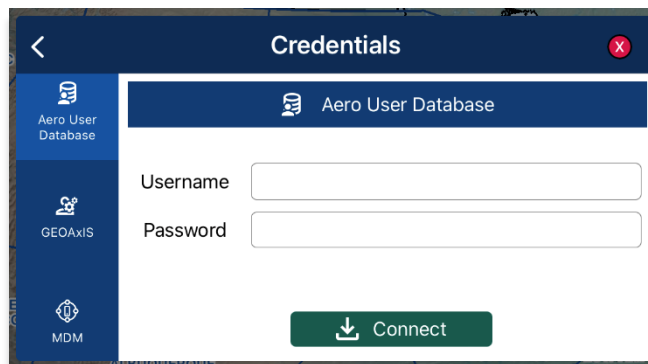 Credentials
X
Aero User
Database
Aero User Database
Username
GEOAxIS
Password
MDM
Connect